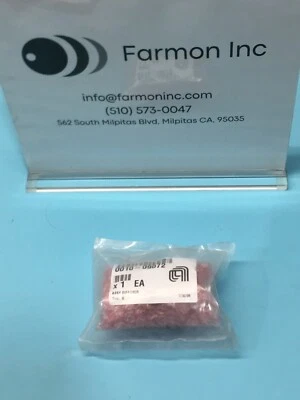 Farmon Inc
info@farmoninc.com
(510) 573-0047
562 South Milpitas Blvd, Milpitas CA, 95035
x 1 EA